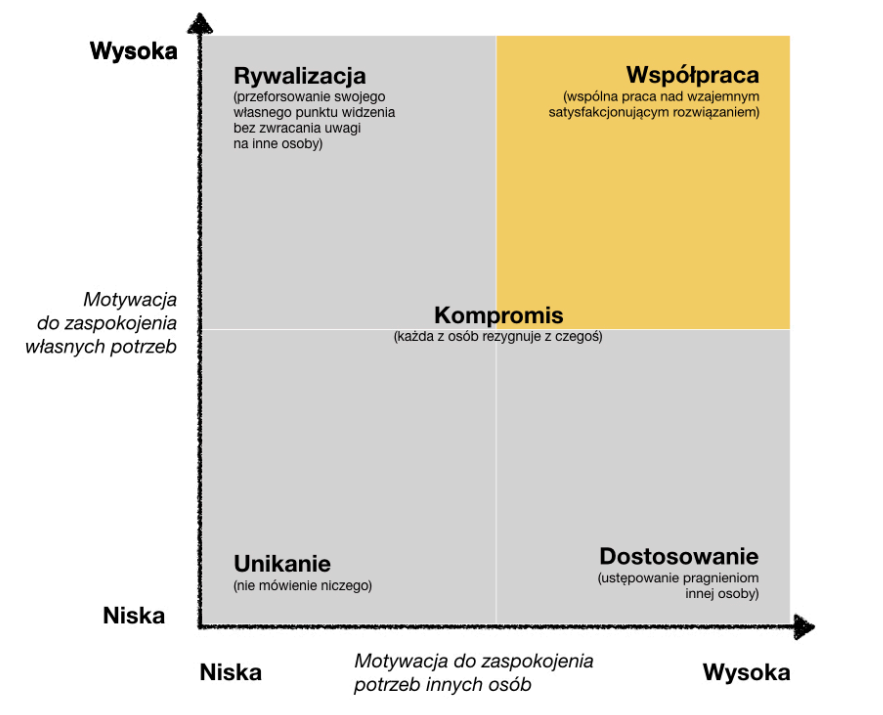 Wysoka
Rywalizacja
(przeforsowanie swojego
własnego punktu widzenia
bez zwracania uwagi
na inne osoby)
Współpraca
(wspólna praca nad wzajemnym
satysfakcjonującym rozwiązaniem)
Motywacja
do zaspokojenia
własnych potrzeb
Kompromis
(każda z osób rezygnuje z czegoś)
Unikanie
(nie mówienie niczego)
Dostosowanie
(ustępowanie pragnieniom
innej osoby)
Niska
Niska
Motywacja do zaspokojenia
potrzeb innych osób
Wysoka